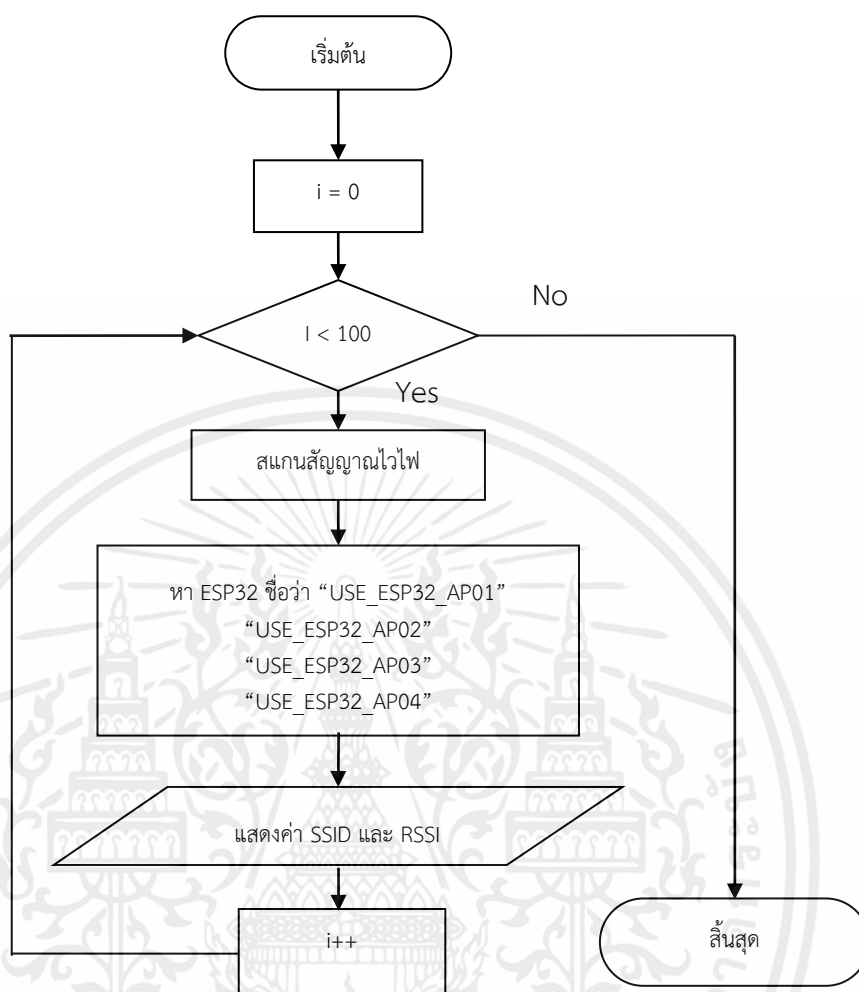 เริ่มต้น
i = 0
I < 100
No
Yes
สแกนสัญญาณไวไฟ
หา ESP32 ชื่อว่า “USE_ESP32_AP01”
“USE_ESP32_AP02”
“USE_ESP32_AP03”
“USE_ESP32_AP04”
แสดงค่า SSID และ RSSI
i++
สิ้นสุด